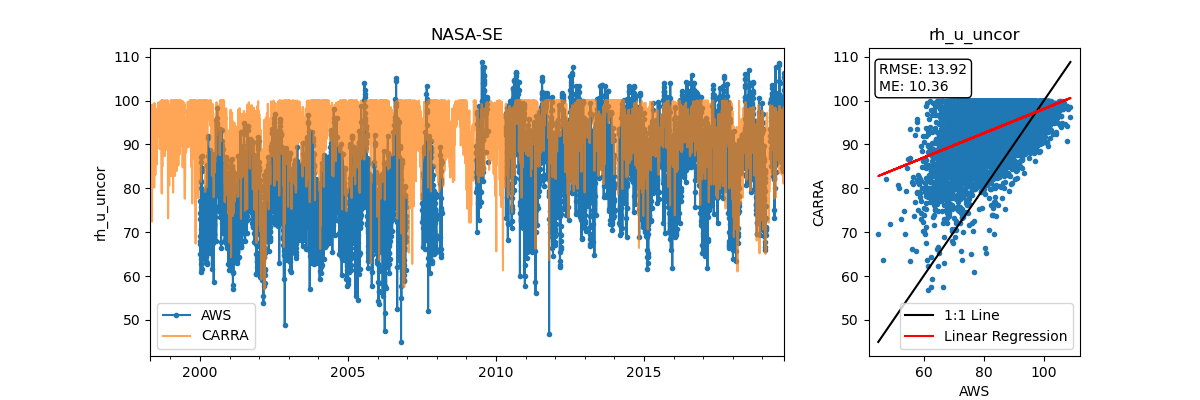 NASA-SE
rh_u_uncor
110
100
90
80
70
60
50
rh_u_uncor
AWS
CARRA
2000
2005
2010
2015
rh_u_uncor
RMSE: 13.92
ME: 10.36
110
100
90
80
70
60
50
CARRA
1:1 Line
Linear Regression
60
80
100
AWS